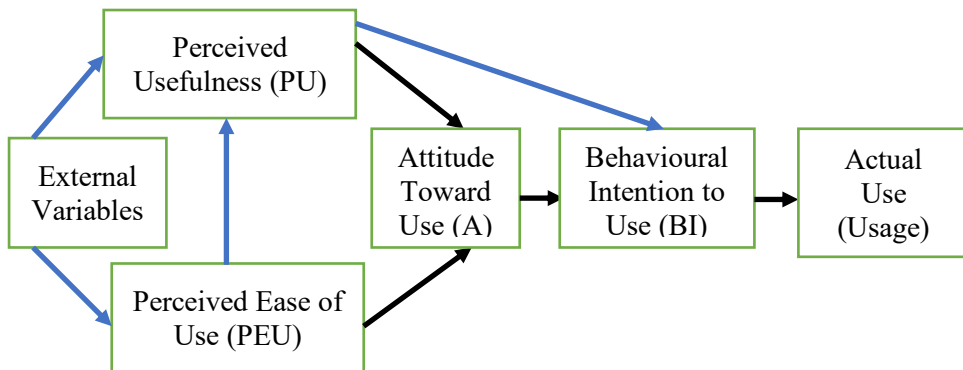 Perceived
Usefulness (PU)
External
Variables
Perceived Ease of
Use (PEU)
Attitude
Toward
Use (A)
Behavioural
Intention to
Use (BI)
Actual
Use
(Usage)